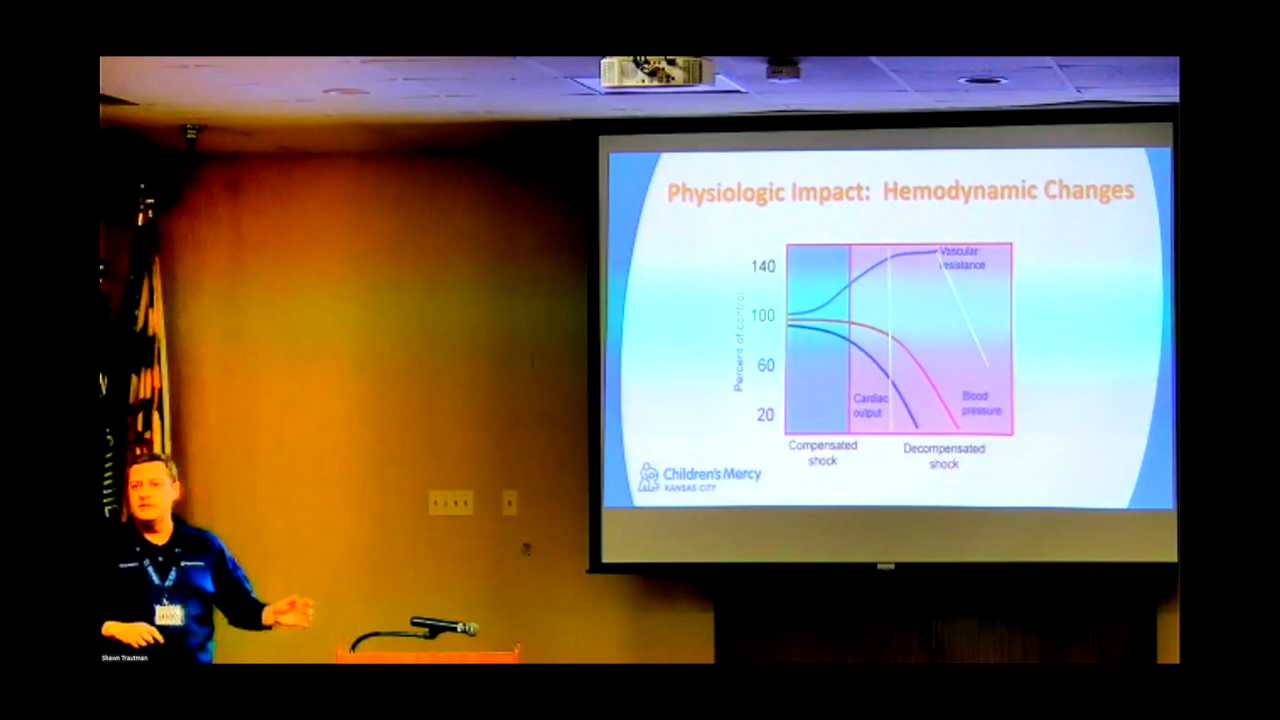 Physiologic Impact: Hemodynamic Changes
Vascular
resistance
140
100
60
20
Percent of control
Cardiac
output
Blood
pressure
Compensated
shock
Decompensated
shock
Children's Mercy
KANSAS CITY
Shawn Trautman